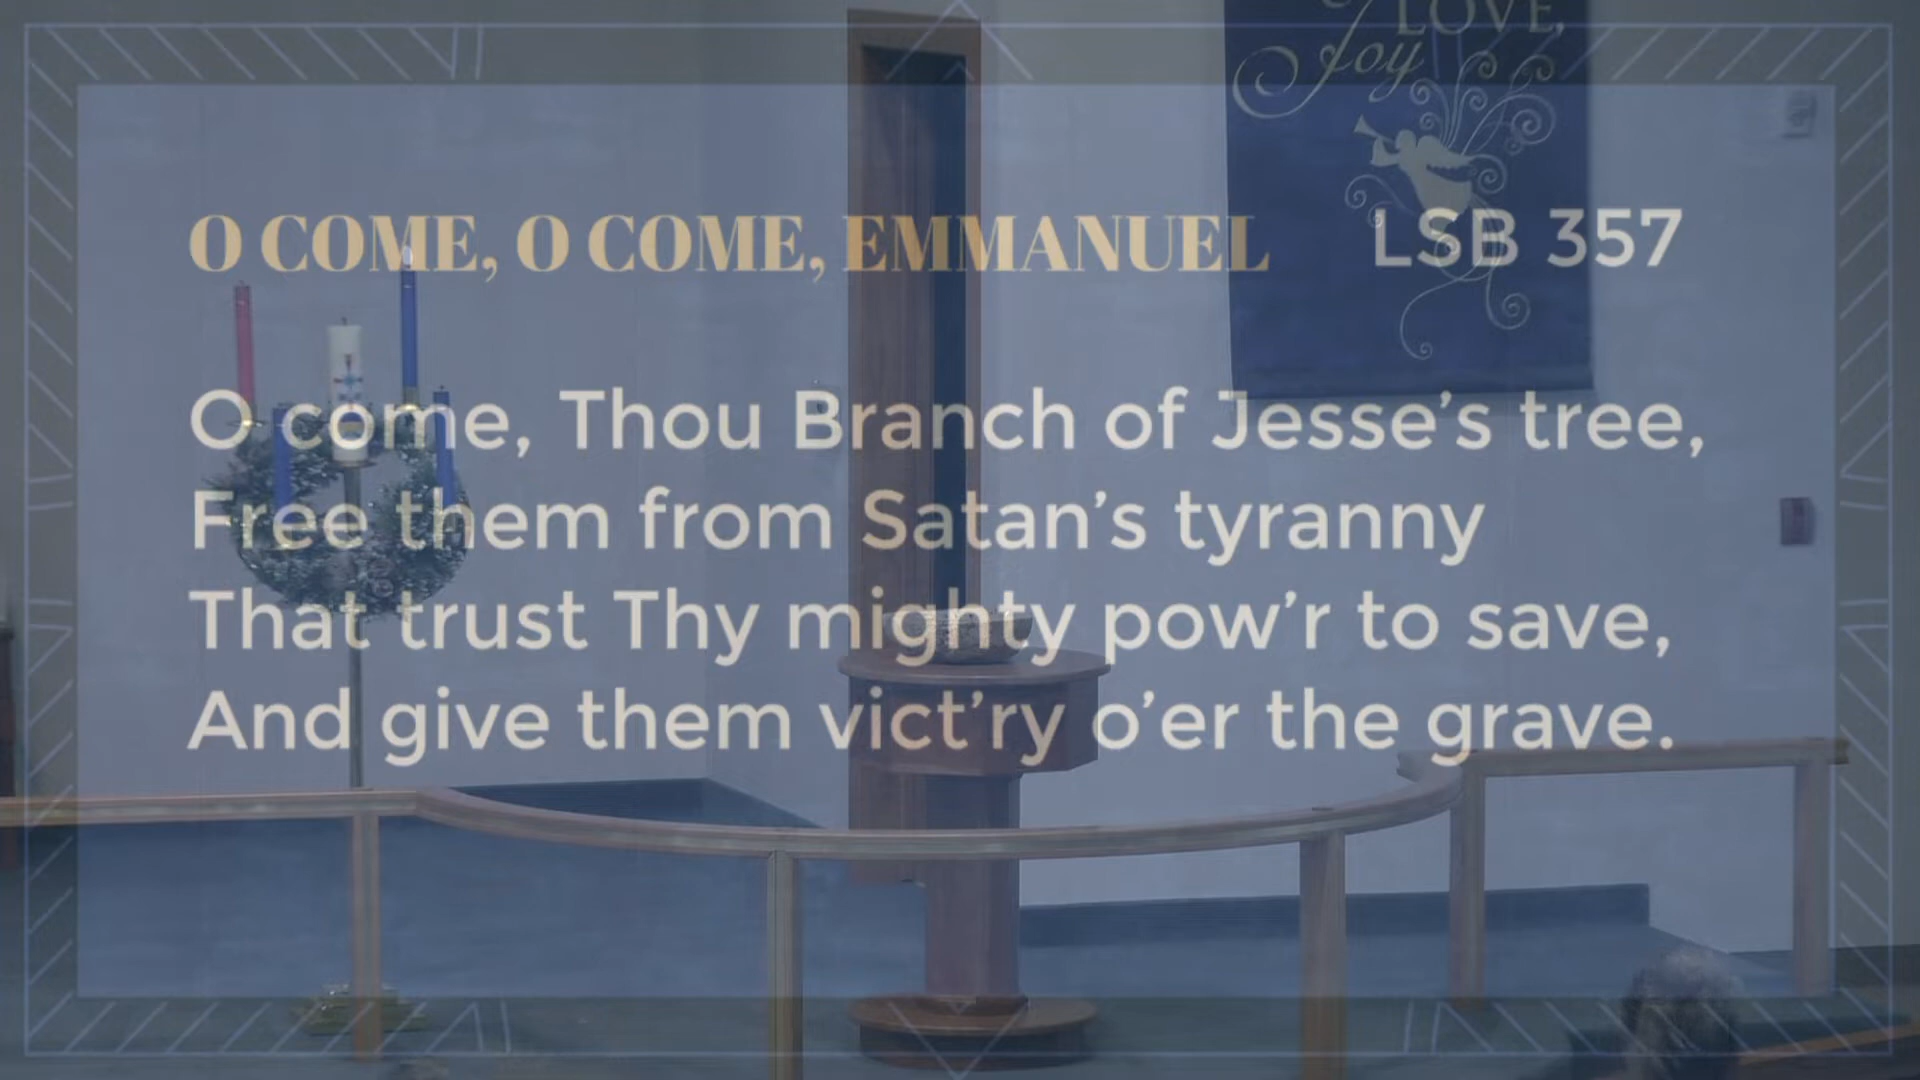 LOVE,
Joy
O COME, O COME, EMMANUEL LSB 357
O come, Thou Branch of Jesse’s tree,
Free them from Satan’s tyranny
That trust Thy mighty pow’r to save,
And give them vict’ry o’er the grave.